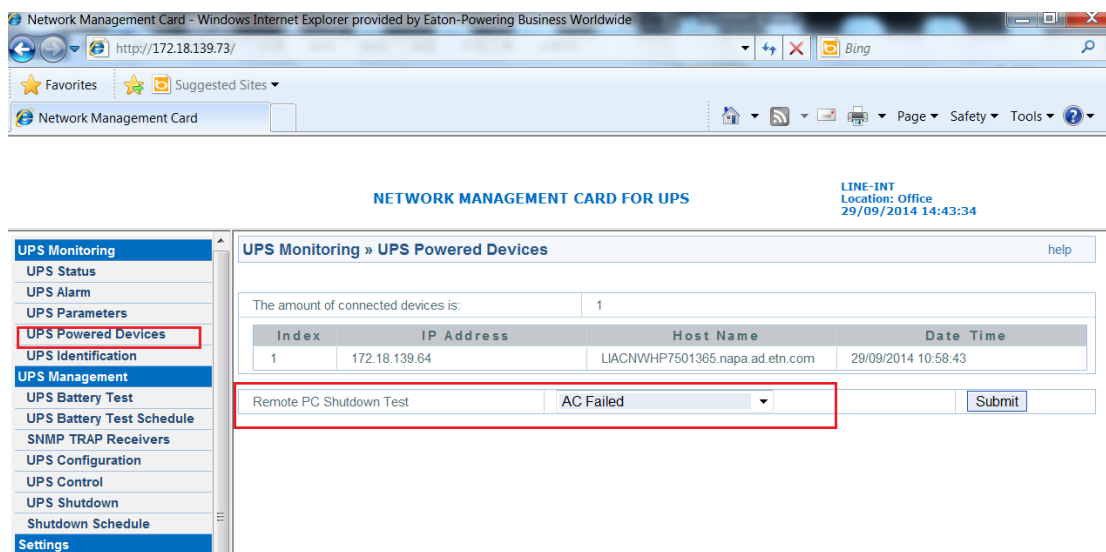 Network Management Card - Windows Internet Explorer provided by Eaton-Powering Business Worldwide
http://172.18.139.73/
Bing
Favorites
Suggested Sites
Network Management Card
Page Safety Tools
NETWORK MANAGEMENT CARD FOR UPS
LINE-INT
Location: Office
29/09/2014 14:43:34
UPS Monitoring
UPS Status
UPS Alarm
UPS Parameters
UPS Powered Devices
UPS Identification
UPS Management
UPS Battery Test
UPS Battery Test Schedule
SNMP TRAP Receivers
UPS Configuration
UPS Control
UPS Shutdown
Shutdown Schedule
Settings
UPS Monitoring » UPS Powered Devices help
The amount of connected devices is: 1
Index IP Address Host Name Date Time
1 172.18.139.64 LIACNWHP7501365.napa.ad.etn.com 29/09/2014 10:58:43
Remote PC Shutdown Test AC Failed Submit